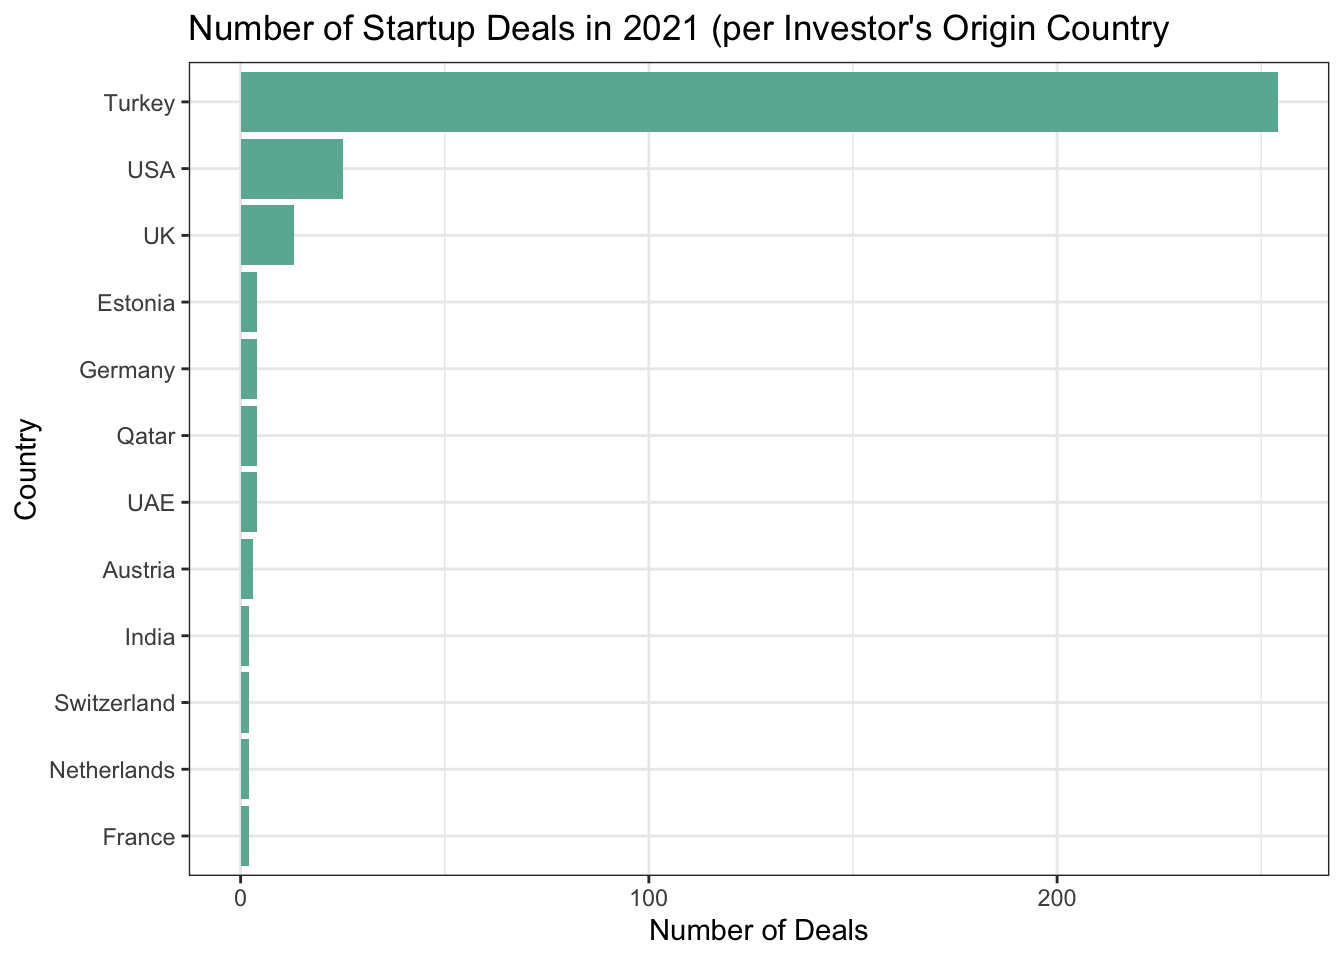 Number of Startup Deals in 2021 (per Investor's Origin Country
Turkey
USA
UK
Estonia
Germany
Qatar
UAE
Austria
India
Switzerland
Netherlands
France
Country
0 100 200
Number of Deals